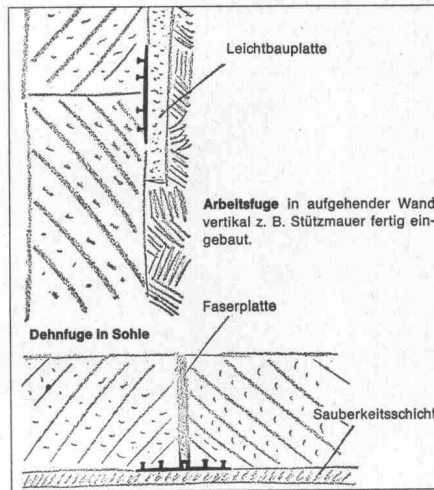 Leichtbauplatte
Arbeitsfuge in aufgehender Wand
vertikal z. B. Stützmauer fertig ein-
gebaut.
Faserplatte
Dehnfuge in Sohle
Sauberkeitsschicht